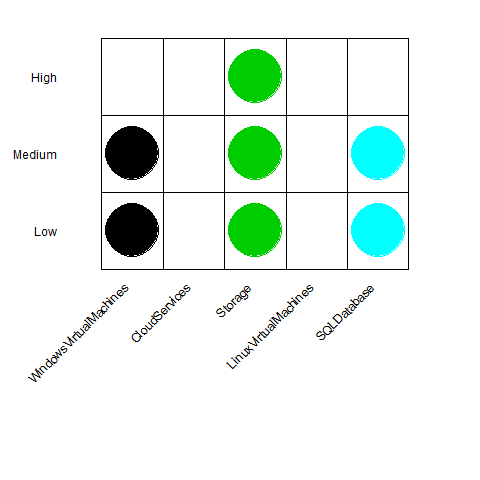 High
Medium
Low
WindowsVirtualMachines
CloudServices
Storage
LinuxVirtualMachines
SQLDatabase